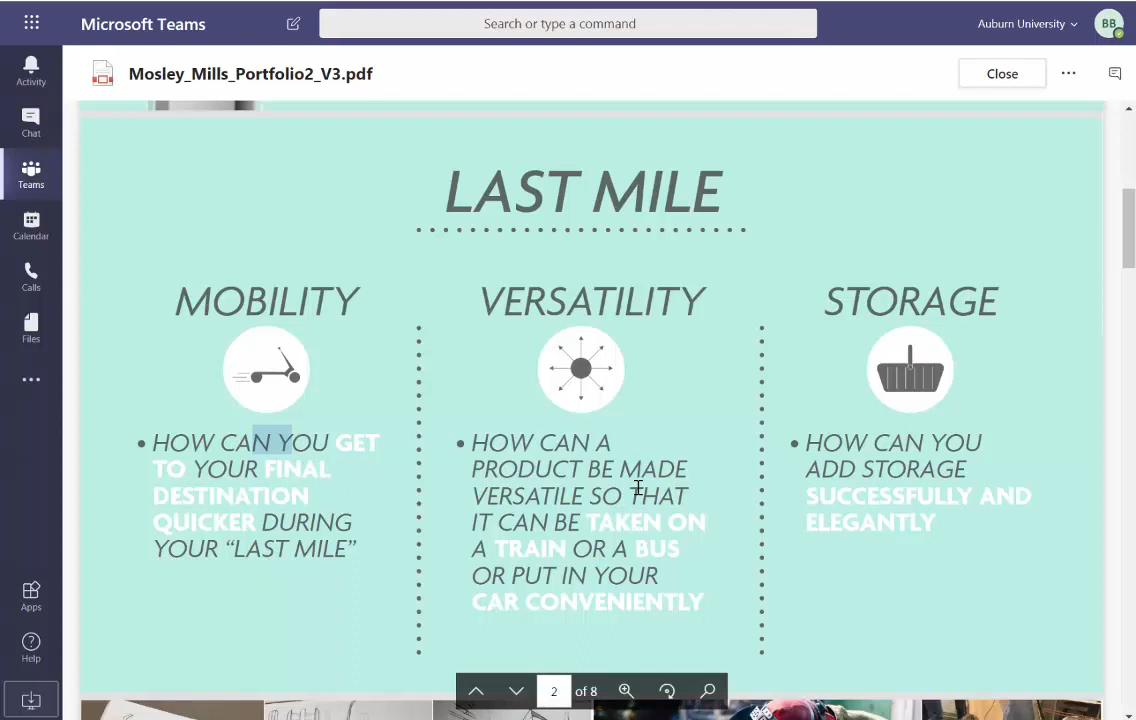 Microsoft Teams
Search or type a command
Auburn University
BB
Activity
Chat
Teams
Calendar
Calls
Files
Apps
Help
Mosley_Mills_Portfolio2_V3.pdf
Close
LAST MILE
MOBILITY
• HOW CAN YOU GET
TO YOUR FINAL
DESTINATION
QUICKER DURING
YOUR “LAST MILE”
VERSATILITY
• HOW CAN A
PRODUCT BE MADE
VERSATILE SO THAT
IT CAN BE TAKEN ON
A TRAIN OR A BUS
OR PUT IN YOUR
CAR CONVENIENTLY
STORAGE
• HOW CAN YOU
ADD STORAGE
SUCCESSFULLY AND
ELEGANTLY
2 of 8